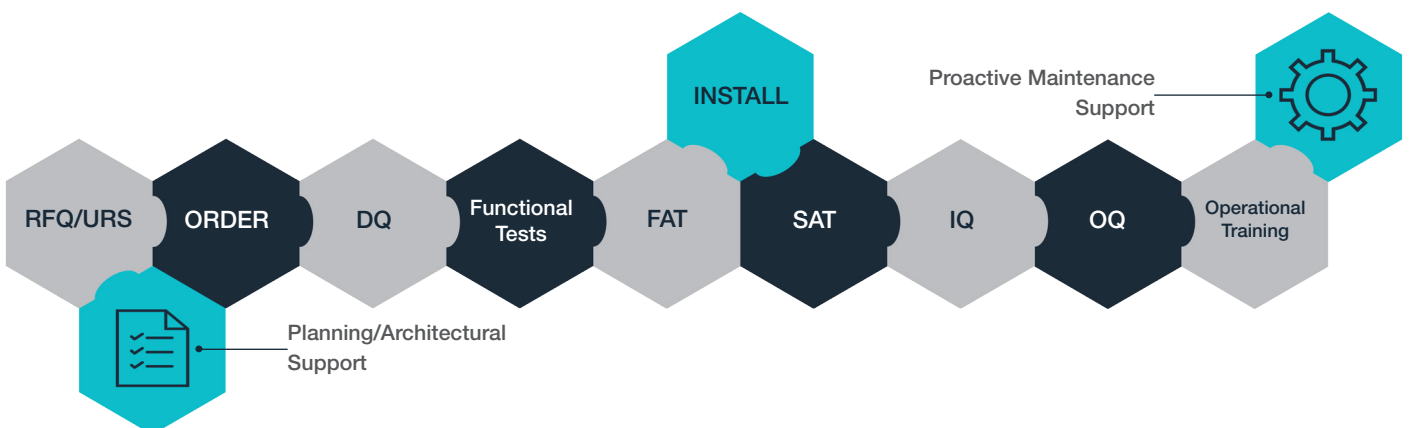 INSTALL
Proactive Maintenance
Support
RFQ/URS
ORDER
DQ
Functional
Tests
FAT
SAT
IQ
OQ
Operational
Training
Planning/Architectural
Support